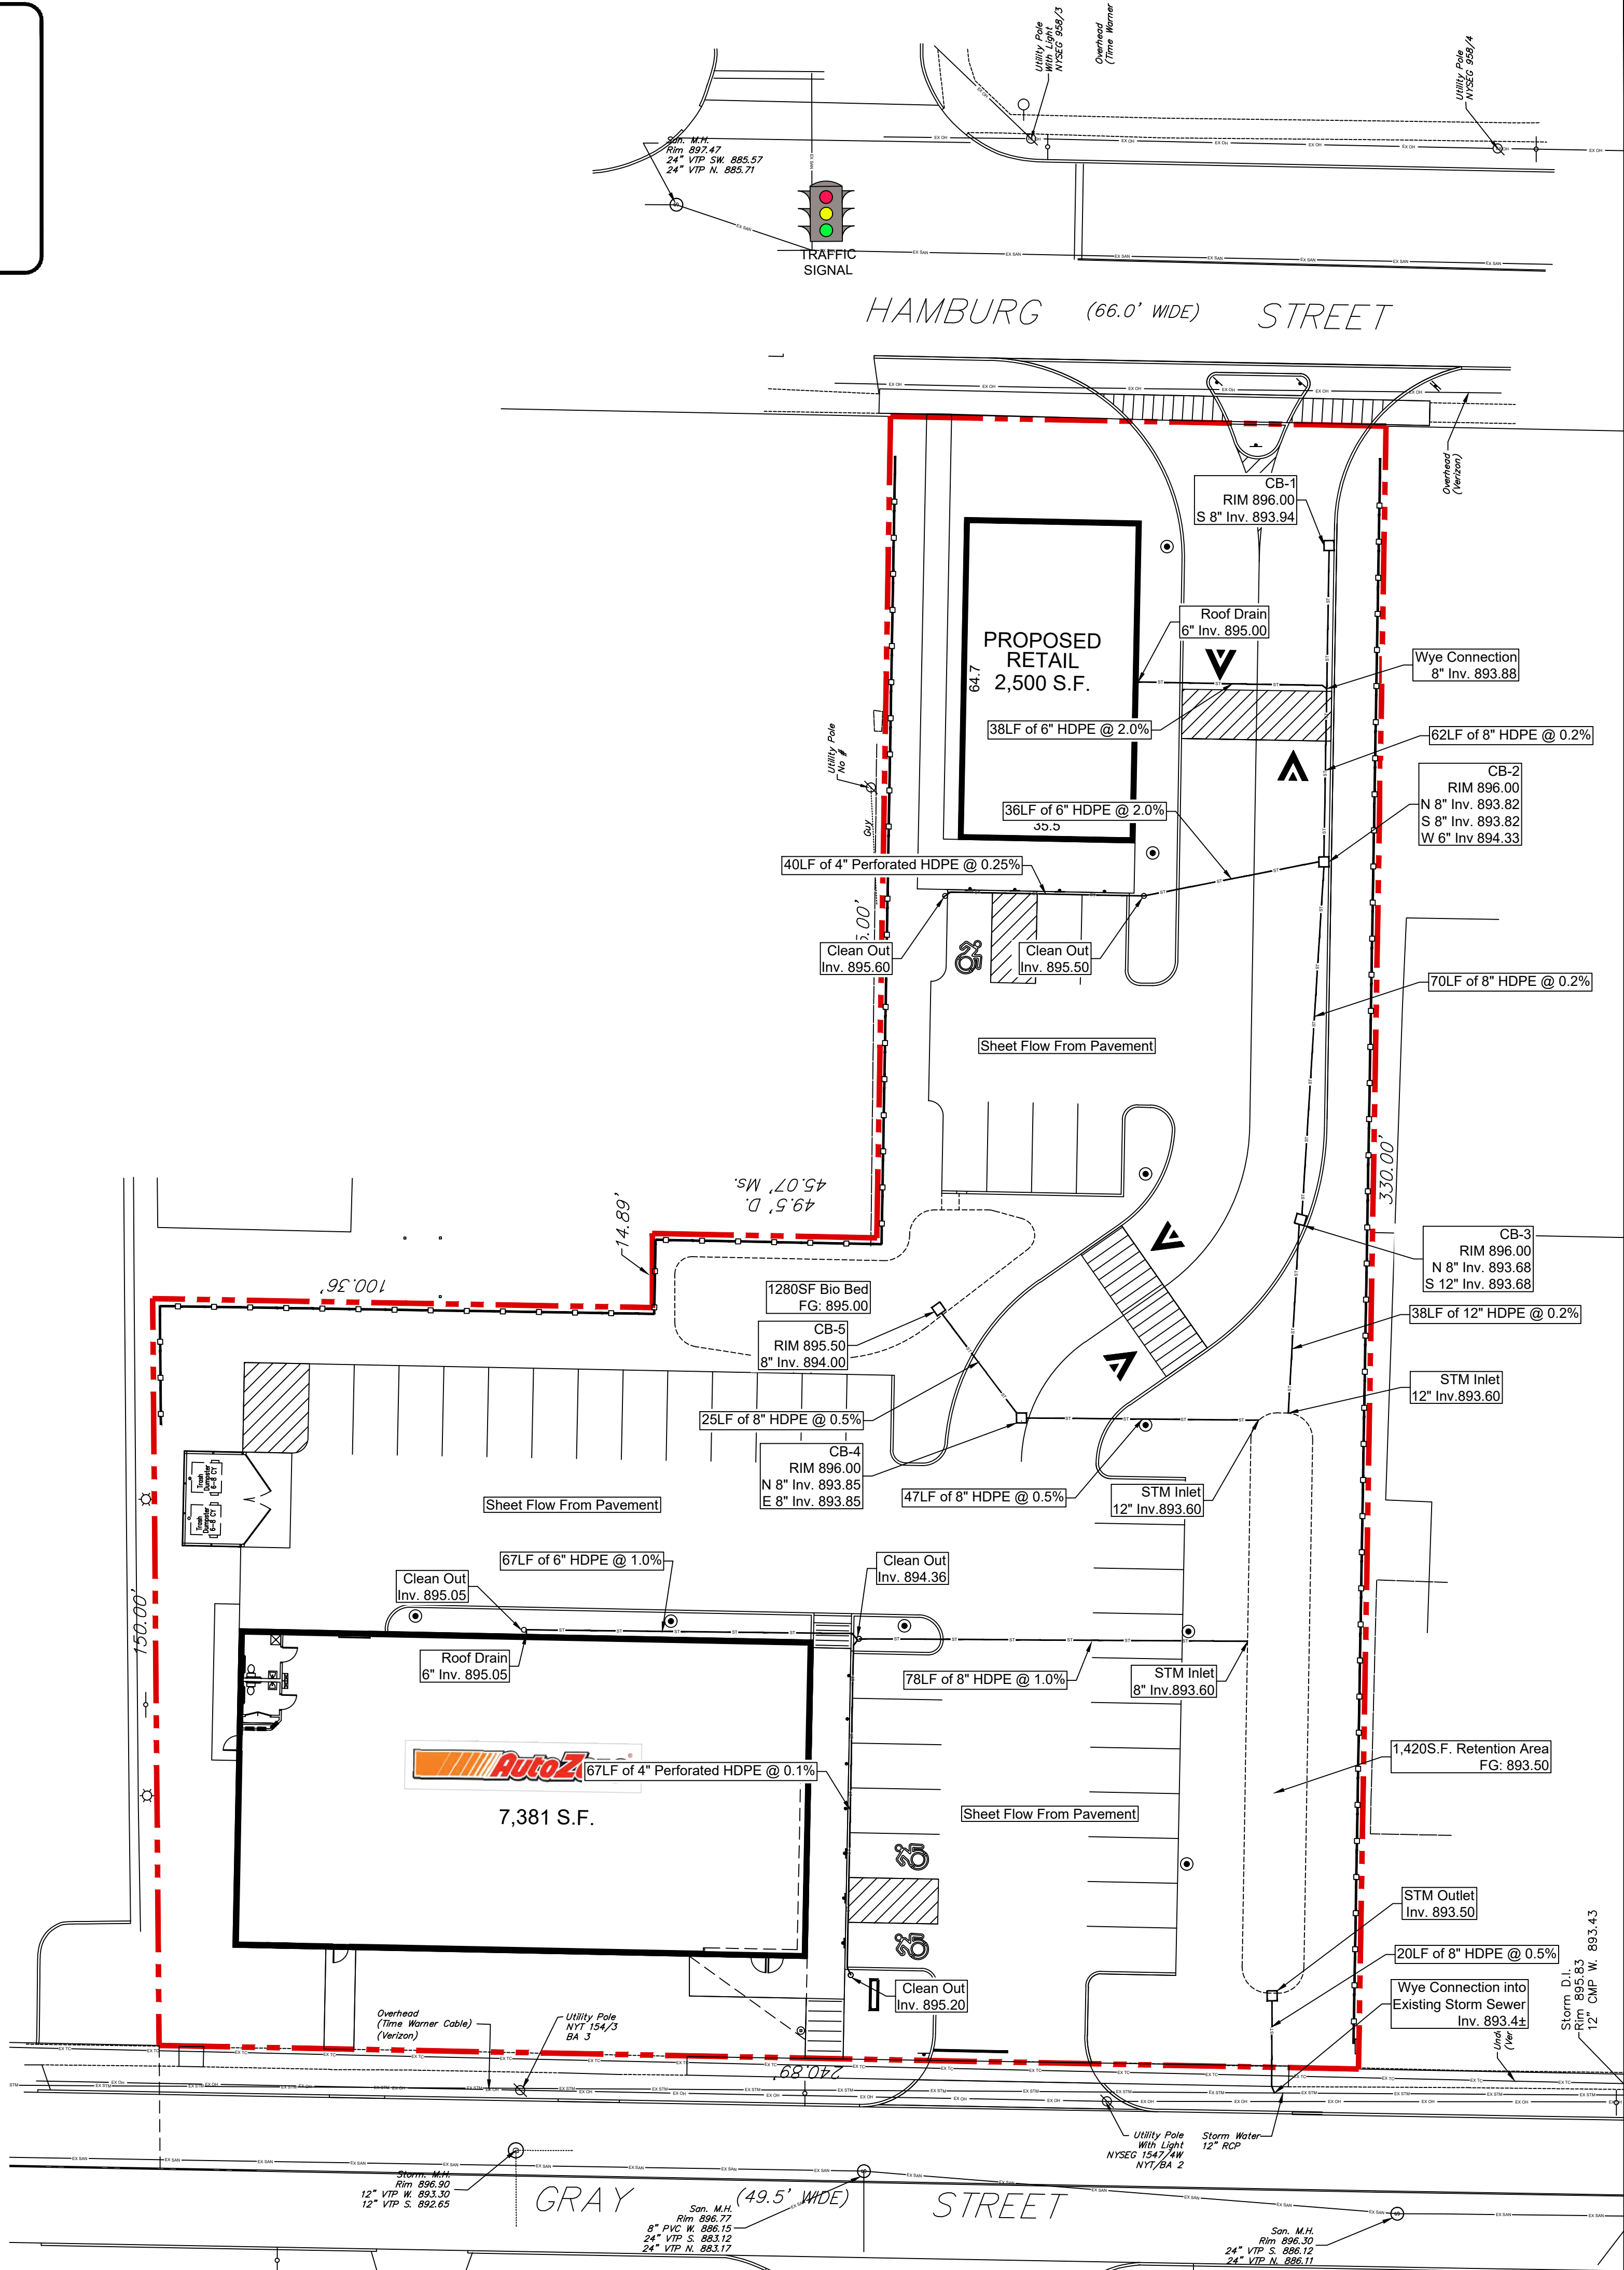 Utility Pole
With Light
NYSEG 958/3
Overhead
(Time Warner
Utility Pole
NYSEG 958/4
San. M.H.
Rim 897.47
24" VTP SW. 885.57
24" VTP N. 885.71
TRAFFIC
SIGNAL
HAMBURG (66.0' WIDE) STREET
Overhead
(Verizon)
CB-1
RIM 896.00
S 8" Inv. 893.94
Roof Drain
6" Inv. 895.00
PROPOSED
RETAIL
2,500 S.F.
64.7
35.5
Wye Connection
8" Inv. 893.88
38LF of 6" HDPE @ 2.0%
62LF of 8" HDPE @ 0.2%
Utility Pole
No #
Guy
CB-2
RIM 896.00
N 8" Inv. 893.82
S 8" Inv. 893.82
W 6" Inv 894.33
36LF of 6" HDPE @ 2.0%
40LF of 4" Perforated HDPE @ 0.25%
Clean Out
Inv. 895.60
Clean Out
Inv. 895.50
70LF of 8" HDPE @ 0.2%
Sheet Flow From Pavement
330.00'
49.5' D.
45.07' Ms.
14.89'
100.36'
CB-3
RIM 896.00
N 8" Inv. 893.68
S 12" Inv. 893.68
1280SF Bio Bed
FG: 895.00
CB-5
RIM 895.50
8" Inv. 894.00
38LF of 12" HDPE @ 0.2%
STM Inlet
12" Inv.893.60
25LF of 8" HDPE @ 0.5%
CB-4
RIM 896.00
N 8" Inv. 893.85
E 8" Inv. 893.85
47LF of 8" HDPE @ 0.5%
STM Inlet
12" Inv.893.60
Trash
Dumpster
6-8 CY
Trash
Dumpster
6-8 CY
Sheet Flow From Pavement
67LF of 6" HDPE @ 1.0%
Clean Out
Inv. 895.05
Clean Out
Inv. 894.36
150.00'
Roof Drain
6" Inv. 895.05
78LF of 8" HDPE @ 1.0%
STM Inlet
8" Inv.893.60
67LF of 4" Perforated HDPE @ 0.1%
7,381 S.F.
1,420S.F. Retention Area
FG: 893.50
Sheet Flow From Pavement
STM Outlet
Inv. 893.50
20LF of 8" HDPE @ 0.5%
Clean Out
Inv. 895.20
Wye Connection into
Existing Storm Sewer
Inv. 893.4±
Storm D.I.
Rim 895.83
12" CMP W. 893.43
Overhead
(Time Warner Cable)
(Verizon)
Utility Pole
NYT 154/3
BA 3
240.89'
Utility Pole
With Light
NYSEG 1547/4W
NYT/BA 2
Storm Water
12" RCP
Storm. M.H.
Rim 896.90
12" VTP W. 893.30
12" VTP S. 892.65
GRAY (49.5' WIDE) STREET
San. M.H.
Rim 896.77
8" PVC W. 886.15
24" VTP S. 883.12
24" VTP N. 883.17
San. M.H.
Rim 896.30
24" VTP S. 886.12
24" VTP N. 886.11